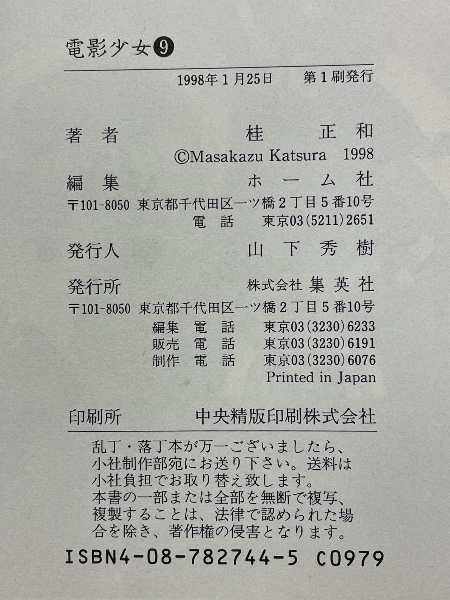 電影少女❾
1998年1月25日 第1刷発行
著者 桂正和
©Masakazu Katsura 1998
編集 ホーム社
〒101-8050 東京都千代田区一ツ橋2丁目5番10号
電話 東京03(5211)2651
発行人 山下秀樹
発行所 株式会社 集英社
〒101-8050 東京都千代田区一ツ橋2丁目5番10号
編集 電話 東京03(3230)6233
販売 電話 東京03(3230)6191
制作 電話 東京03(3230)6076
Printed in Japan
印刷所 中央精版印刷株式会社
乱丁・落丁本が万一ございましたら、
小社制作部宛にお送り下さい。送料は
小社負担でお取り替え致します。
本書の一部または全部を無断で複写、
複製することは、法律で認められた場
合を除き、著作権の侵害となります。
ISBN4-08-782744-5 C0979